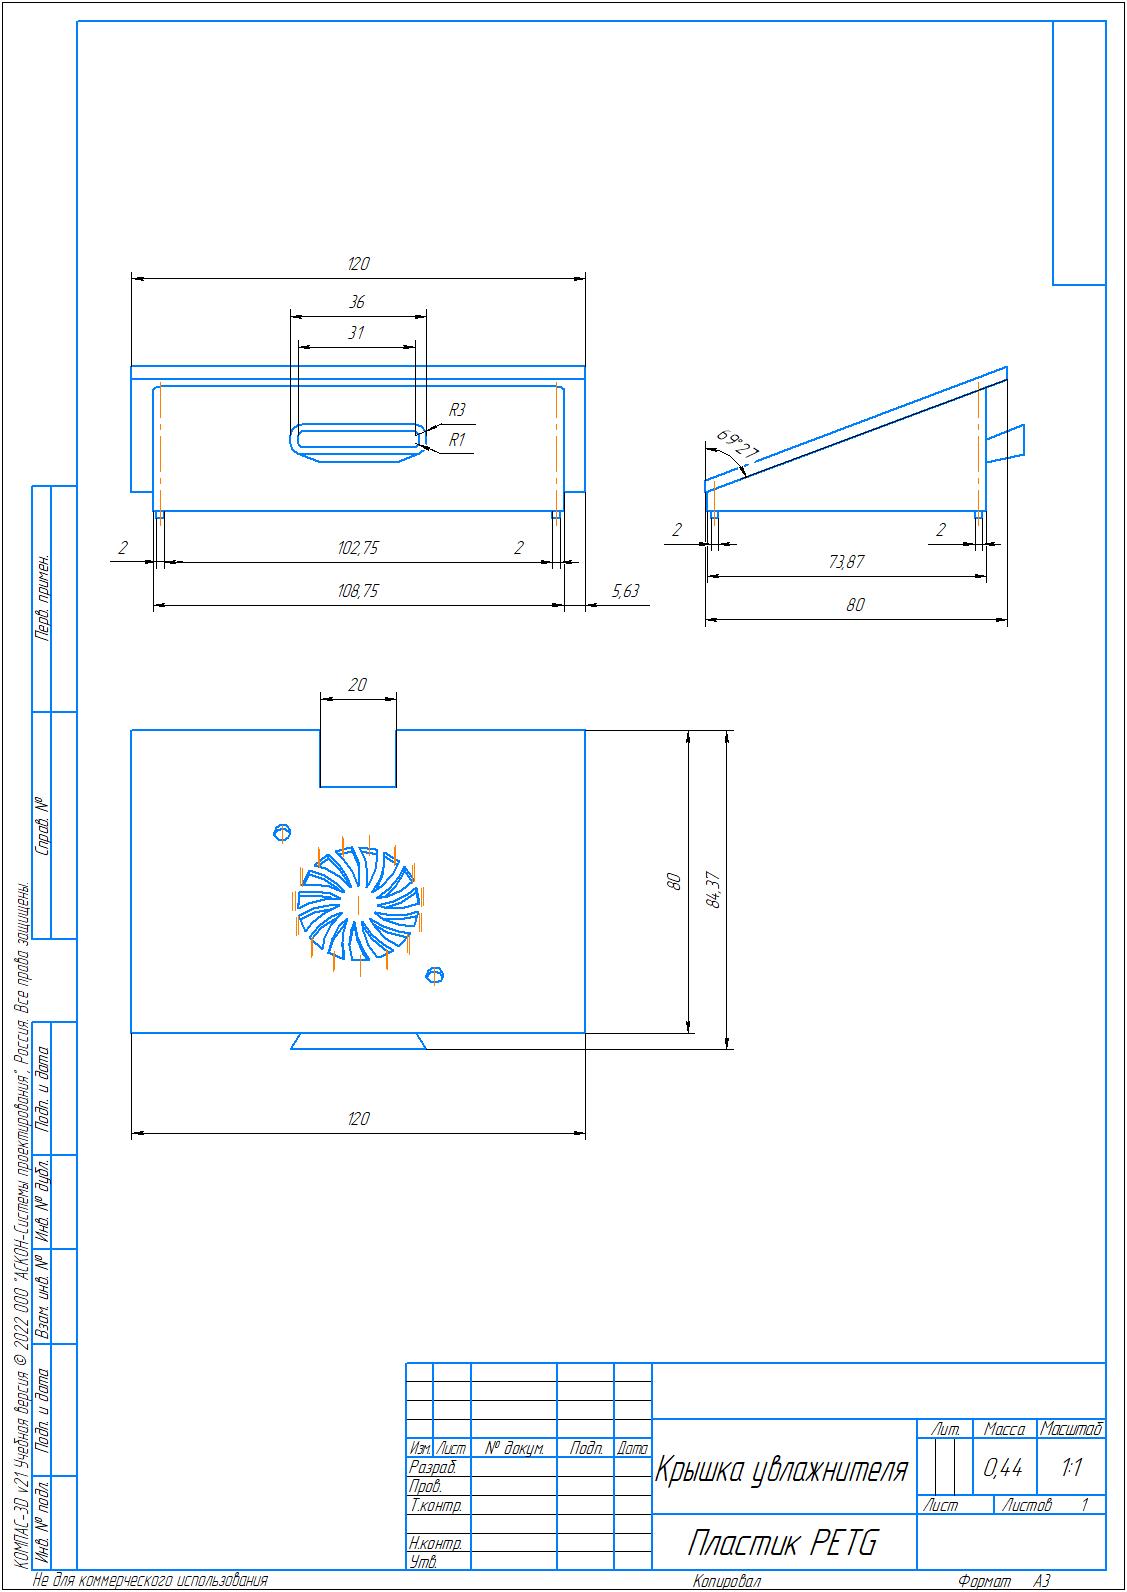 120
36
31
R3
R1
69°27
2
102,75
2
108,75
5,63
2
2
73,87
80
20
80
84,37
120
Перв. примен.
Справ. №
Подп. и дата
Инв. № дубл.
Взам. инв. №
Подп. и дата
Инв. № подл.
КОМПАС-3D v21 Учебная версия © 2022 ООО "АСКОН-Системы проектирования", Россия. Все права защищены.
Изм. Лист № докум. Подп. Дата
Разраб.
Пров.
Т.контр.
Н.контр.
Утв.
Крышка увлажнителя
Пластик PETG
Лит. Масса Масштаб
0,44 1:1
Лист Листов 1
Не для коммерческого использования
Копировал
Формат А3